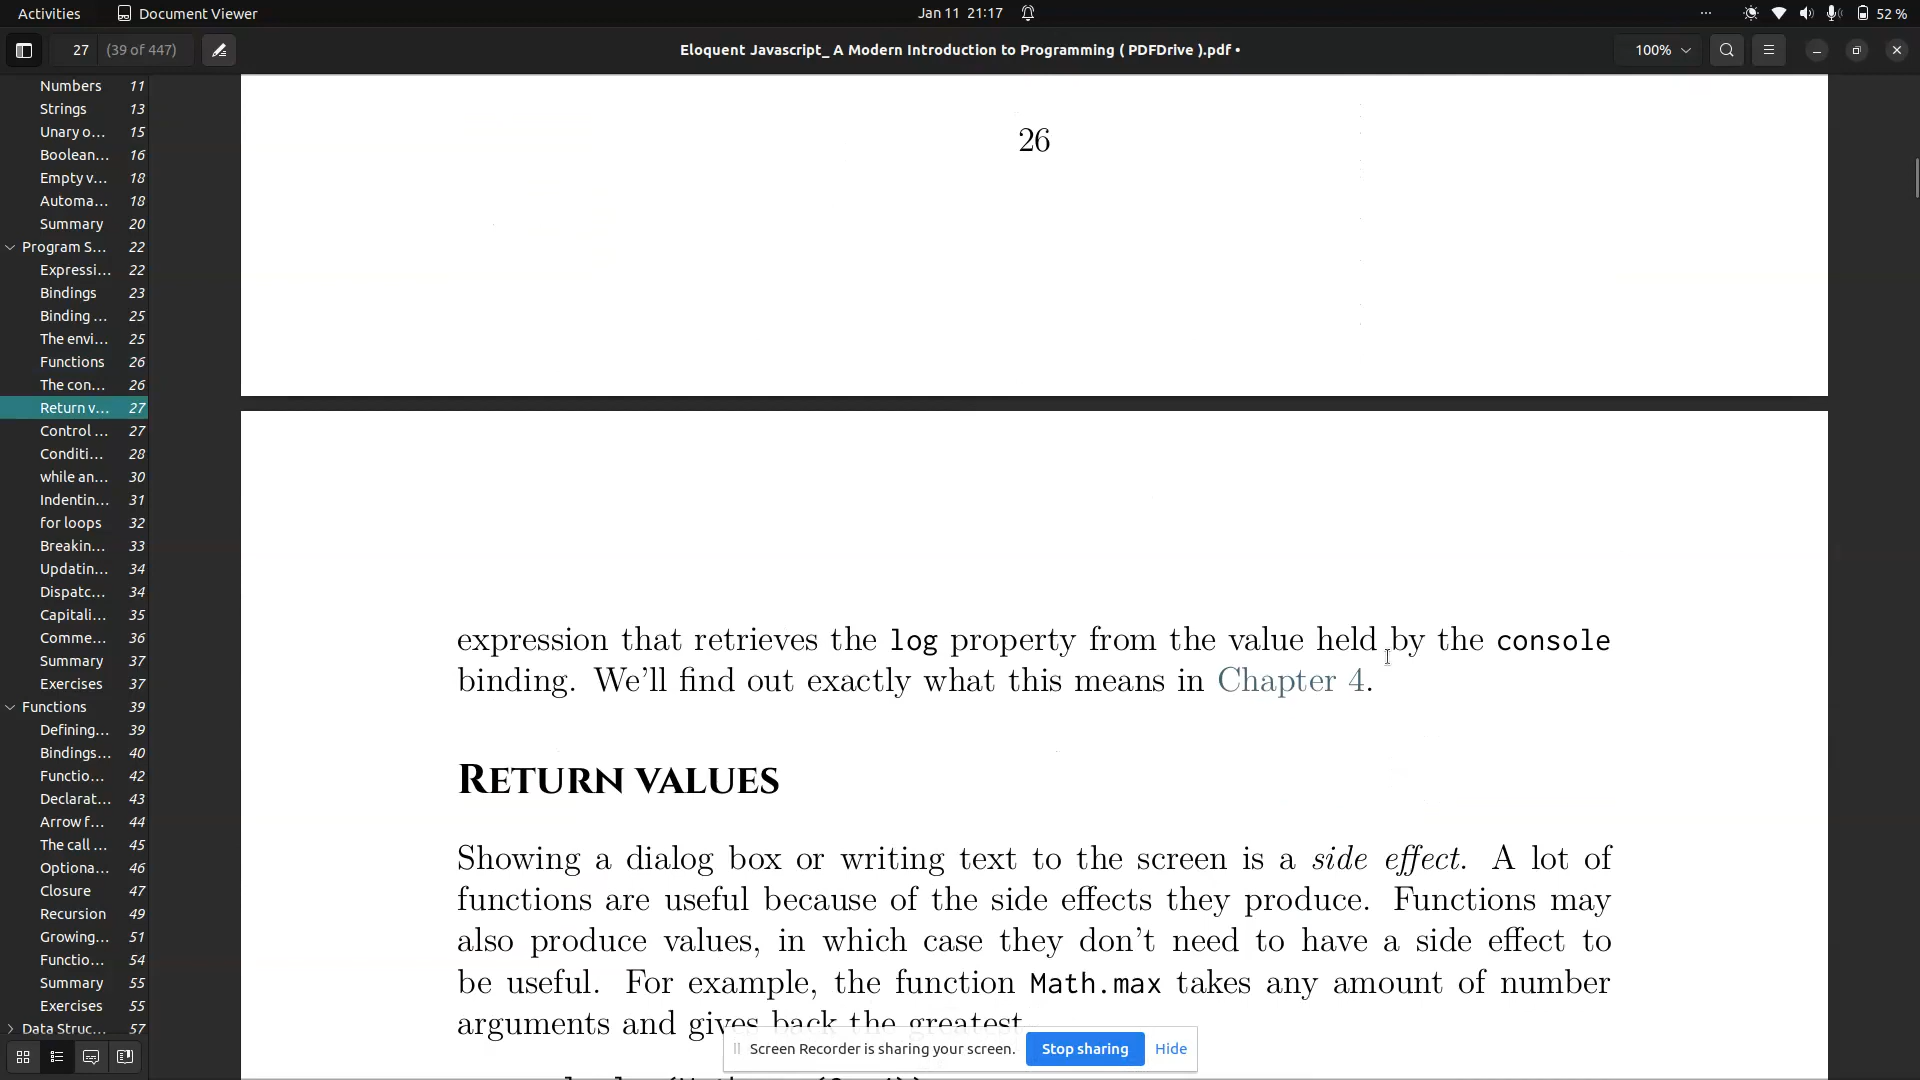 Activities
Document Viewer
Jan 11 21:17
52 %
27
(39 of 447)
Eloquent Javascript_ A Modern Introduction to Programming ( PDFDrive ).pdf •
100%
Numbers 11
Strings 13
Unary o... 15
Boolean... 16
Empty v... 18
Automa... 18
Summary 20
Program S... 22
Expressi... 22
Bindings 23
Binding ... 25
The envi... 25
Functions 26
The con... 26
Return v... 27
Control ... 27
Conditi... 28
while an... 30
Indentin... 31
for loops 32
Breakin... 33
Updatin... 34
Dispatc... 34
Capitali... 35
Comme... 36
Summary 37
Exercises 37
Functions 39
Defining... 39
Bindings... 40
Functio... 42
Declarat... 43
Arrow f... 44
The call ... 45
Optiona... 46
Closure 47
Recursion 49
Growing... 51
Functio... 54
Summary 55
Exercises 55
Data Struc... 57
26
expression that retrieves the log property from the value held by the console
binding. We'll find out exactly what this means in Chapter 4.
Return values
Showing a dialog box or writing text to the screen is a side effect. A lot of
functions are useful because of the side effects they produce. Functions may
also produce values, in which case they don't need to have a side effect to
be useful. For example, the function Math.max takes any amount of number
arguments and gives back the greatest.
Screen Recorder is sharing your screen.
Stop sharing
Hide